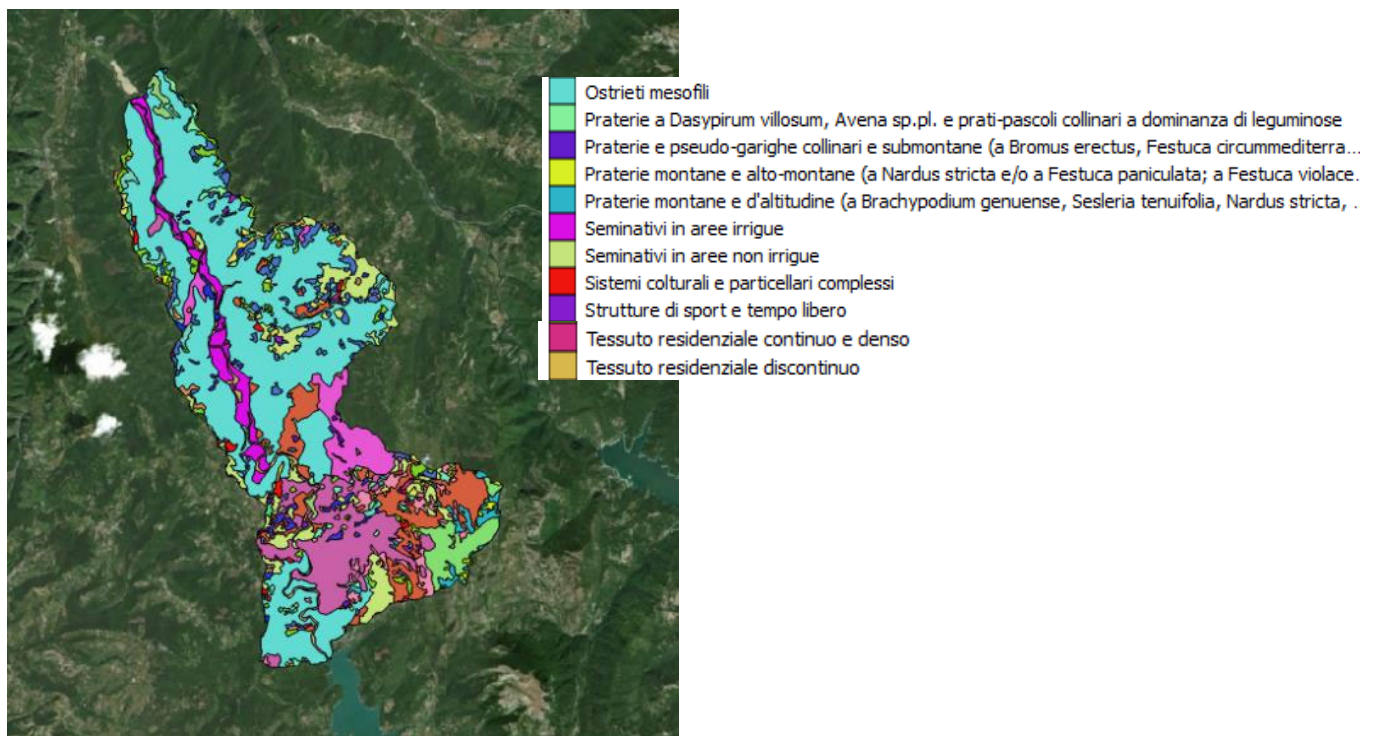 Ostrieti mesofili
Praterie a Dasypirum villosum, Avena sp.pl. e prati-pascoli collinari a dominanza di leguminose
Praterie e pseudo-garighe collinari e submontane (a Bromus erectus, Festuca circummediterra...
Praterie montane e alto-montane (a Nardus stricta e/o a Festuca paniculata; a Festuca violace.
Praterie montane e d'altitudine (a Brachypodium genuense, Sesleria tenuifolia, Nardus stricta, .
Seminativi in aree irrigue
Seminativi in aree non irrigue
Sistemi colturali e particellari complessi
Strutture di sport e tempo libero
Tessuto residenziale continuo e denso
Tessuto residenziale discontinuo